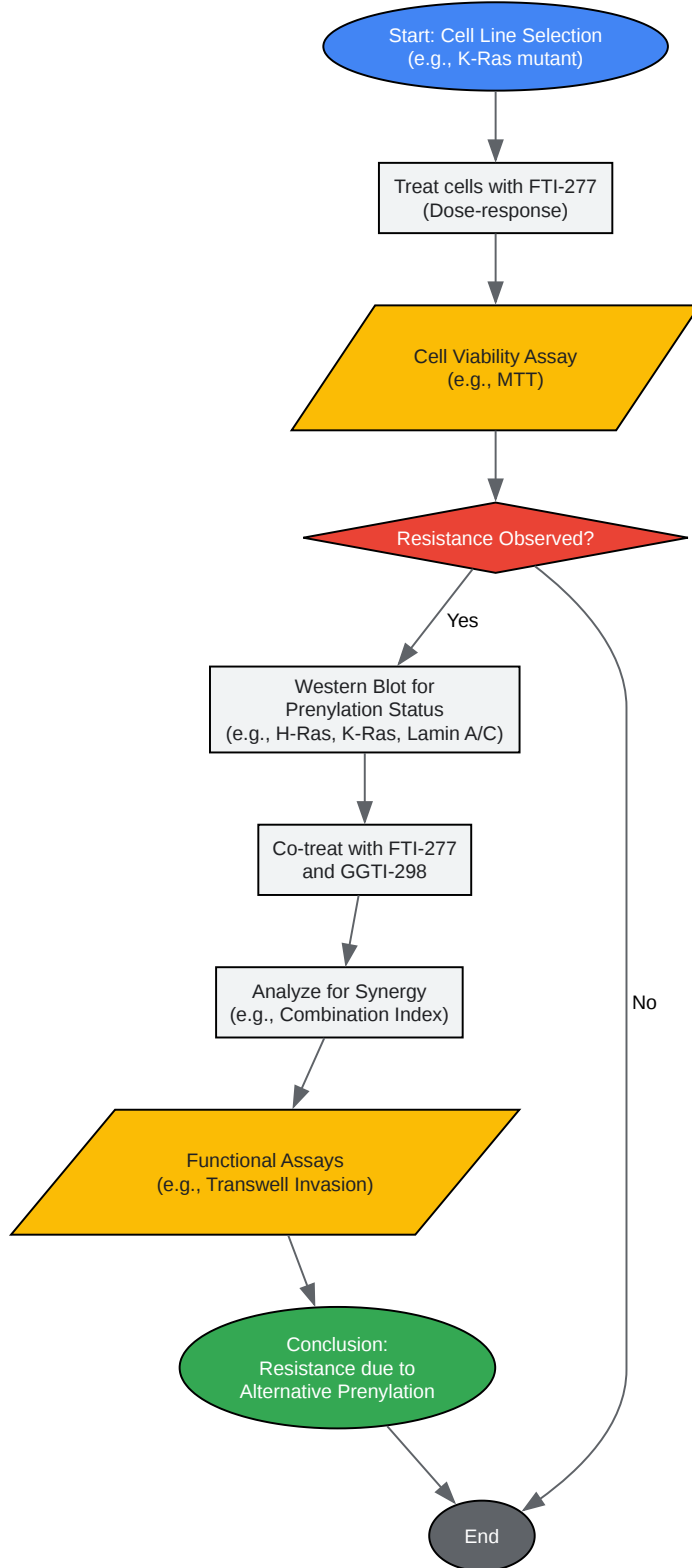 Start: Cell Line Selection
(e.g., K-Ras mutant)
Treat cells with FTI-277
(Dose-response)
Cell Viability Assay
(e.g., MTT)
Resistance Observed?
Yes
Western Blot for
Prenylation Status
(e.g., H-Ras, K-Ras, Lamin A/C)
Co-treat with FTI-277
and GGTI-298
Analyze for Synergy
(e.g., Combination Index)
No
Functional Assays
(e.g., Transwell Invasion)
Conclusion:
Resistance due to
Alternative Prenylation
End